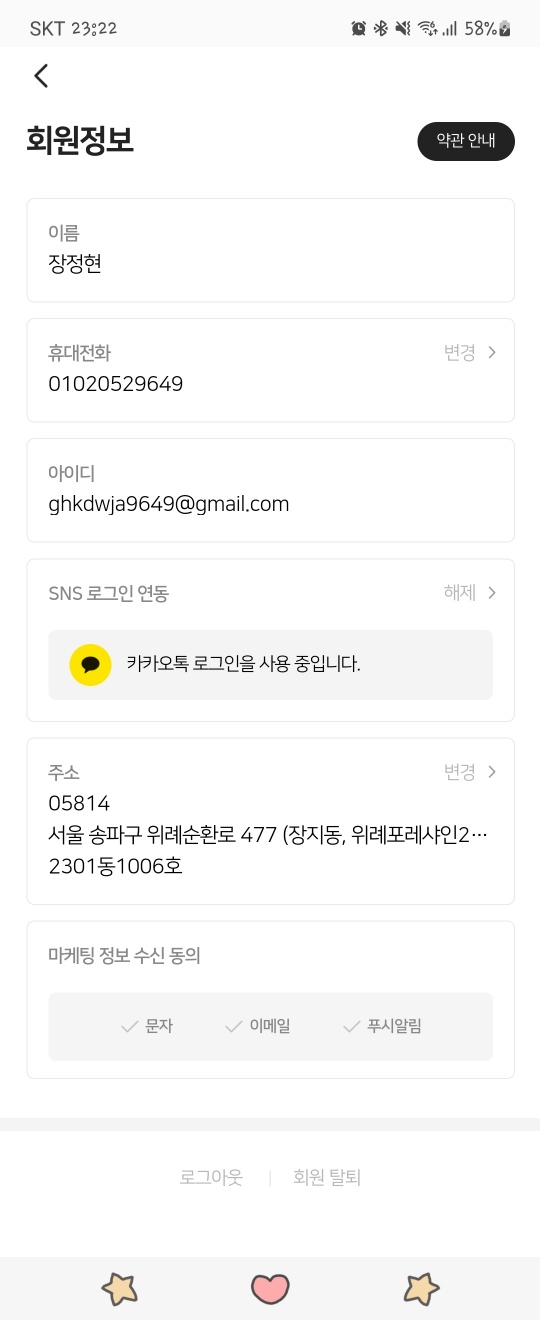 SKT 23:22
58%
회원정보
약관 안내
이름
장정현
휴대전화
변경
01020529649
아이디
ghkdwja9649@gmail.com
SNS 로그인 연동
해제
카카오톡 로그인을 사용 중입니다.
주소
변경
05814
서울 송파구 위례순환로 477 (장지동, 위례포레샤인2···
2301동1006호
마케팅 정보 수신 동의
문자 이메일 푸시알림
로그아웃 | 회원 탈퇴